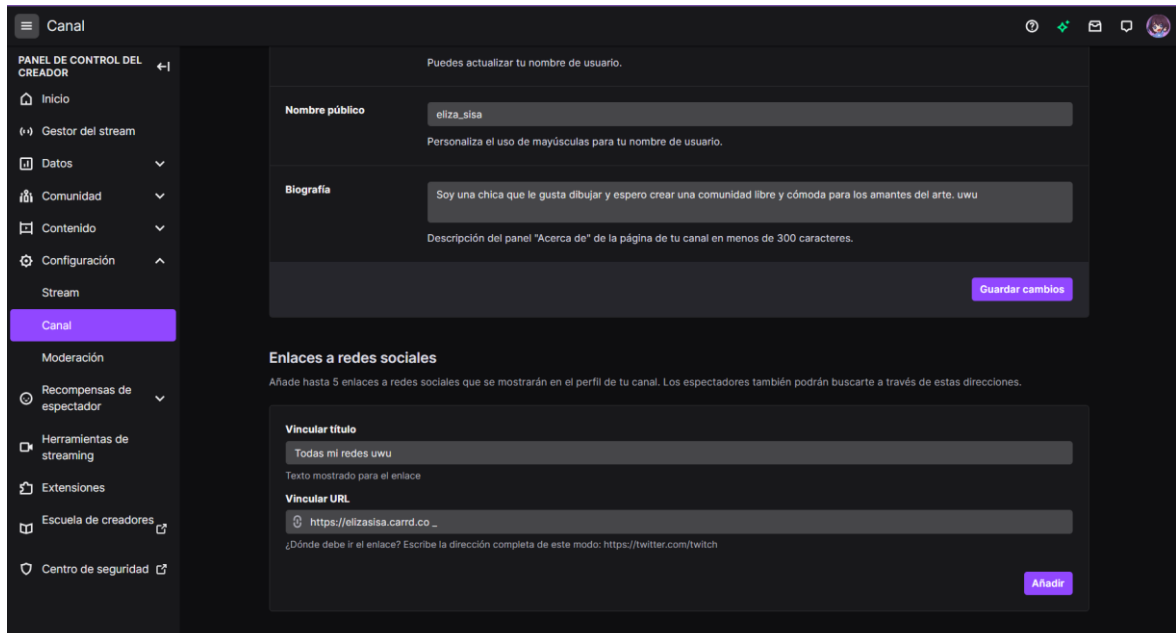 Canal
PANEL DE CONTROL DEL
CREADOR
Inicio
Gestor del stream
Datos
Comunidad
Contenido
Configuración
Stream
Canal
Moderación
Recompensas de
espectador
Herramientas de
streaming
Extensiones
Escuela de creadores
Centro de seguridad
Puedes actualizar tu nombre de usuario.
Nombre público
eliza_sisa
Personaliza el uso de mayúsculas para tu nombre de usuario.
Biografía
Soy una chica que le gusta dibujar y espero crear una comunidad libre y cómoda para los amantes del arte. uwu
Descripción del panel "Acerca de" de la página de tu canal en menos de 300 caracteres.
Guardar cambios
Enlaces a redes sociales
Añade hasta 5 enlaces a redes sociales que se mostrarán en el perfil de tu canal. Los espectadores también podrán buscarte a través de estas direcciones.
Vincular título
Todas mi redes uwu
Texto mostrado para el enlace
Vincular URL
https://elizasisa.carrd.co _
¿Dónde debe ir el enlace? Escribe la dirección completa de este modo: https://twitter.com/twitch
Añadir